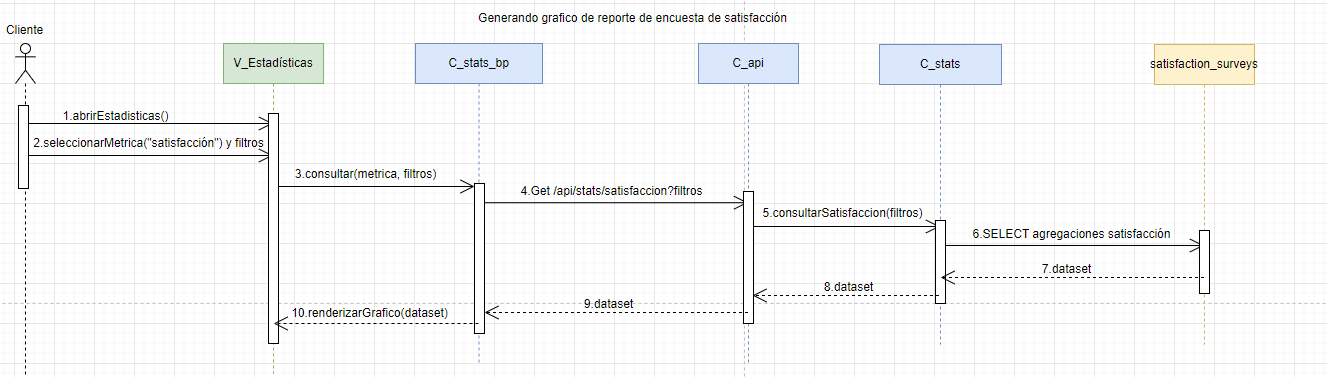 Generando grafico de reporte de encuesta de satisfacción
Cliente
V_Estadísticas
C_stats_bp
C_api
C_stats
satisfaction_surveys
1.abrirEstadisticas()
2.seleccionarMetrica("satisfacción") y filtros
3.consultar(metrica, filtros)
4.Get /api/stats/satisfaccion?filtros
5.consultarSatisfaccion(filtros)
6.SELECT agregaciones satisfacción
7.dataset
8.dataset
9.dataset
10.renderizarGrafico(dataset)